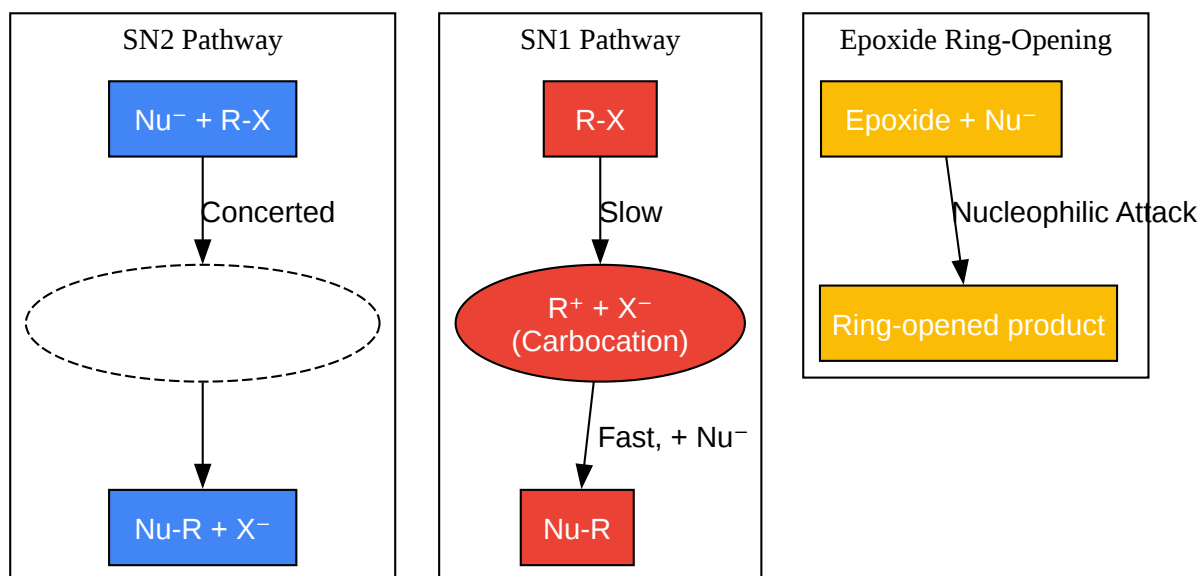 SN2 Pathway
Nu⁻ + R-X
Concerted
Nu-R + X⁻
SN1 Pathway
R-X
Slow
R⁺ + X⁻
(Carbocation)
Fast, + Nu⁻
Nu-R
Epoxide Ring-Opening
Epoxide + Nu⁻
Nucleophilic Attack
Ring-opened product